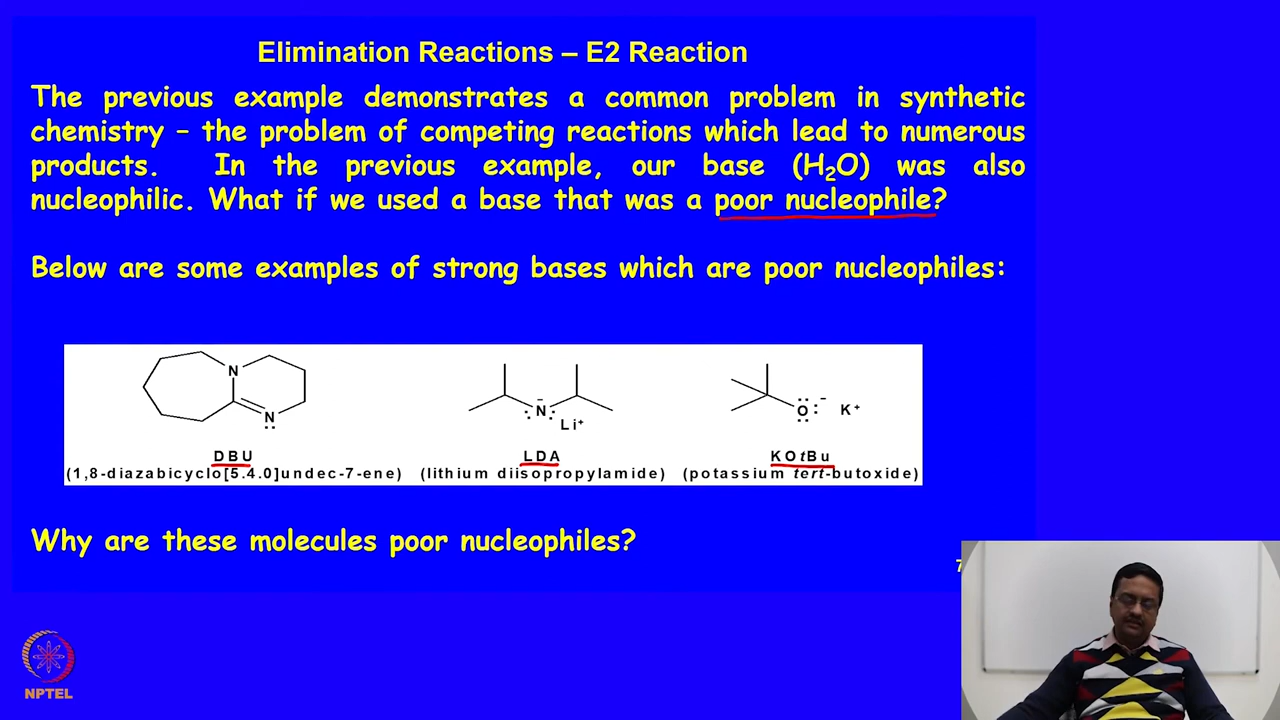 Elimination Reactions – E2 Reaction
The previous example demonstrates a common problem in synthetic
chemistry – the problem of competing reactions which lead to numerous
products. In the previous example, our base (H₂O) was also
nucleophilic. What if we used a base that was a poor nucleophile?
Below are some examples of strong bases which are poor nucleophiles:
N
N
N
Li⁺
O
⁻
K⁺
DBU
LDA
KOtBu
(1,8-diazabicyclo[5.4.0]undec-7-ene)
(lithium diisopropylamide)
(potassium tert-butoxide)
Why are these molecules poor nucleophiles?
7
NPTEL